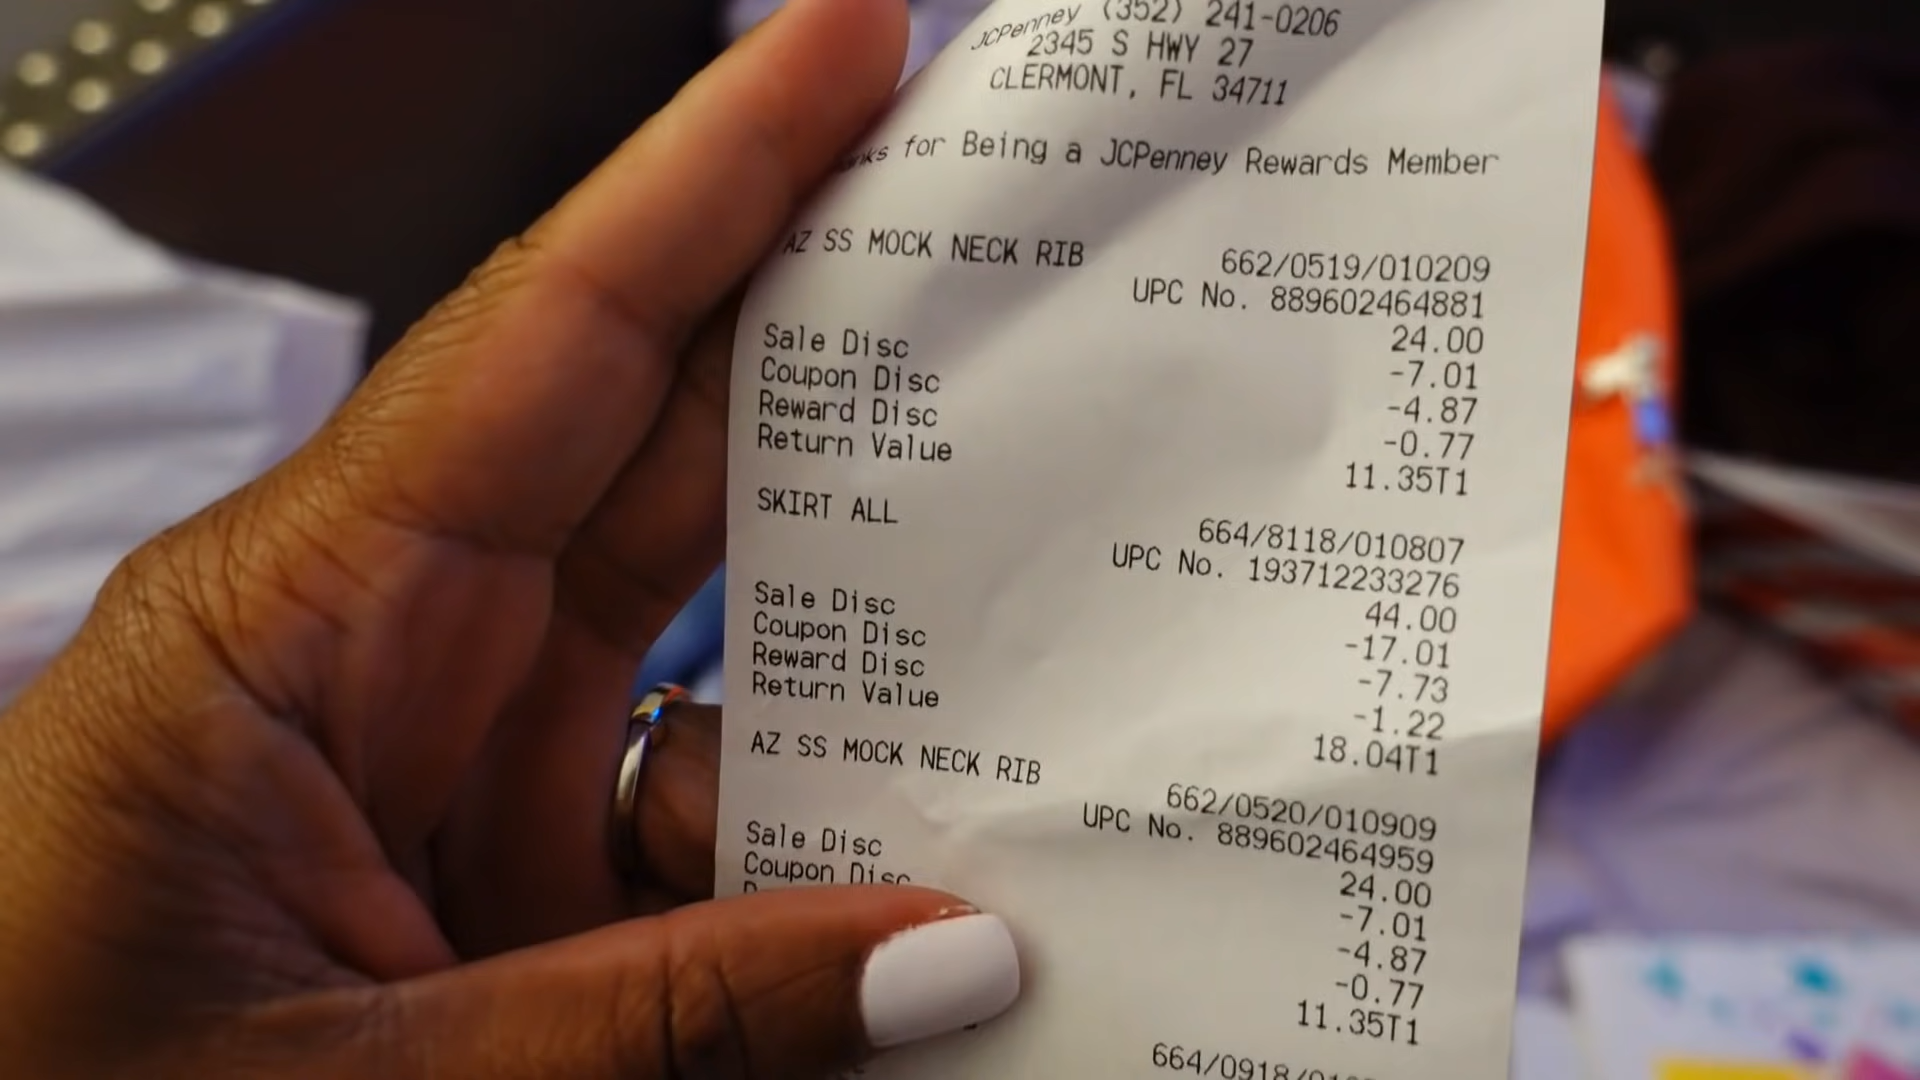 JCPenney (352) 241-0206
2345 S HWY 27
CLERMONT, FL 34711
for Being a JCPenney Rewards Member
AZ SS MOCK NECK RIB
662/0519/010209
UPC No. 889602464881
24.00
Sale Disc -7.01
Coupon Disc -4.87
Reward Disc -0.77
Return Value 11.35T1
SKIRT ALL
664/8118/010807
UPC No. 193712233276
44.00
Sale Disc -17.01
Coupon Disc -7.73
Reward Disc -1.22
Return Value 18.04T1
AZ SS MOCK NECK RIB
662/0520/010909
UPC No. 889602464959
24.00
Sale Disc -7.01
Coupon Disc -4.87
-0.77
11.35T1